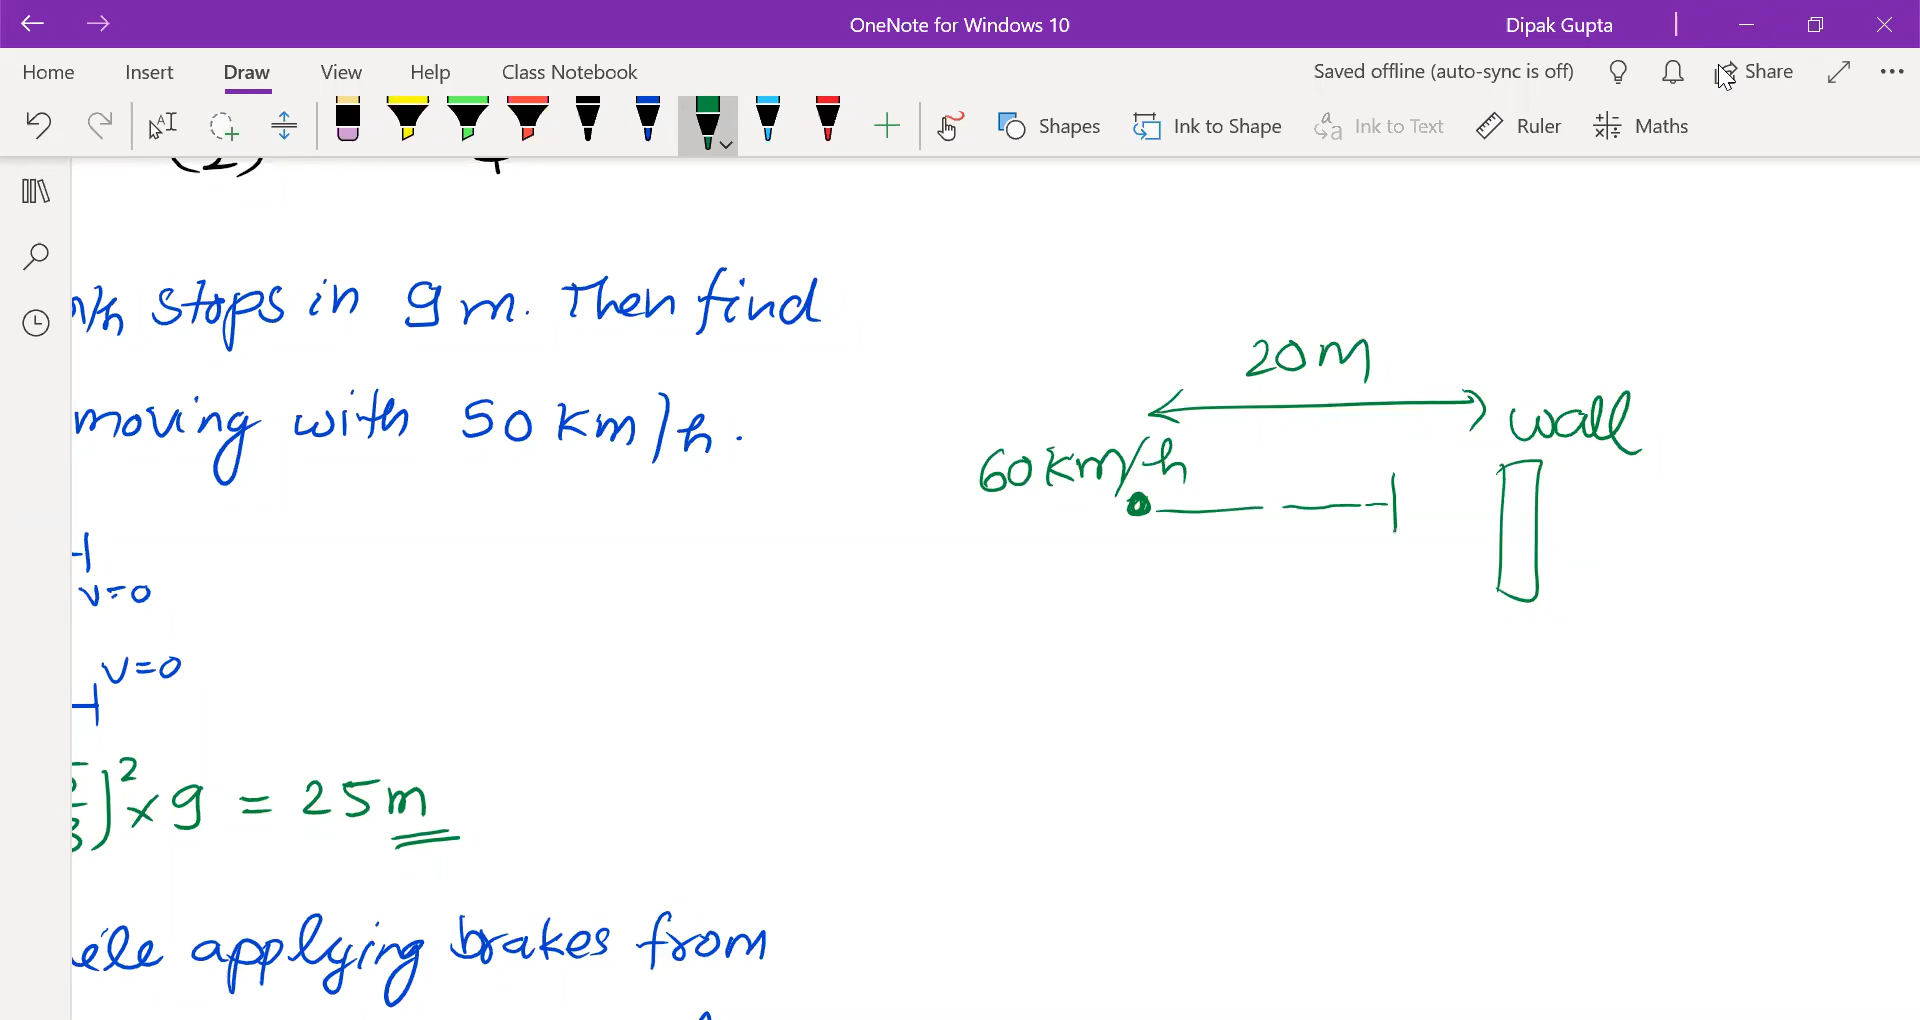 OneNote for Windows 10
Dipak Gupta
Home Insert Draw View Help Class Notebook
Saved offline (auto-sync is off) Share
Shapes Ink to Shape Ink to Text Ruler Maths
(2)
m/h stops in 9 m. Then find
moving with 50 km/h.
v=0
v=0
)² x 9 = 25 m
applying brakes from
20 m
wall
60 km/h